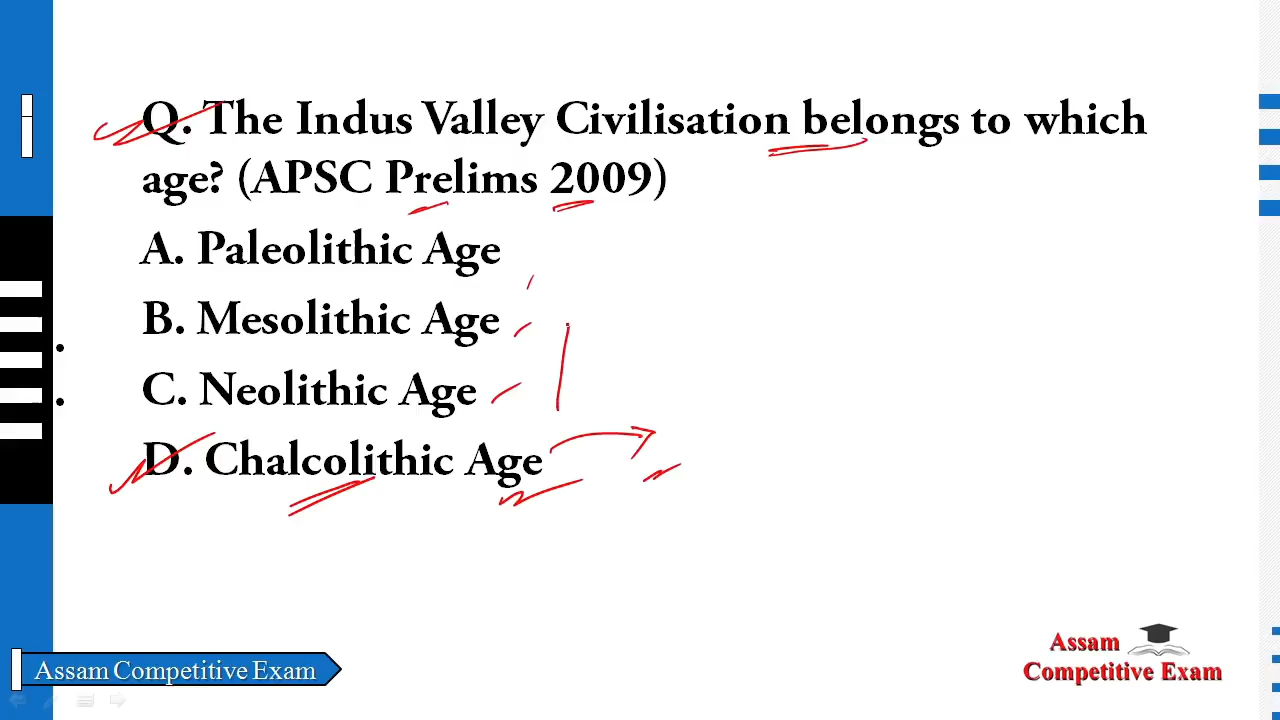 Q. The Indus Valley Civilisation belongs to which
age? (APSC Prelims 2009)
A. Paleolithic Age
B. Mesolithic Age
C. Neolithic Age
D. Chalcolithic Age
Assam Competitive Exam
Assam
Competitive Exam